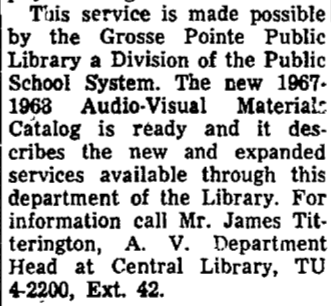 This service is made possible
by the Grosse Pointe Public
Library a Division of the Public
School System. The new 1967-
1968 Audio-Visual Materials
Catalog is ready and it des-
cribes the new and expanded
services available through this
department of the Library. For
information call Mr. James Tit-
terington, A. V. Department
Head at Central Library, TU
4-2200, Ext. 42.